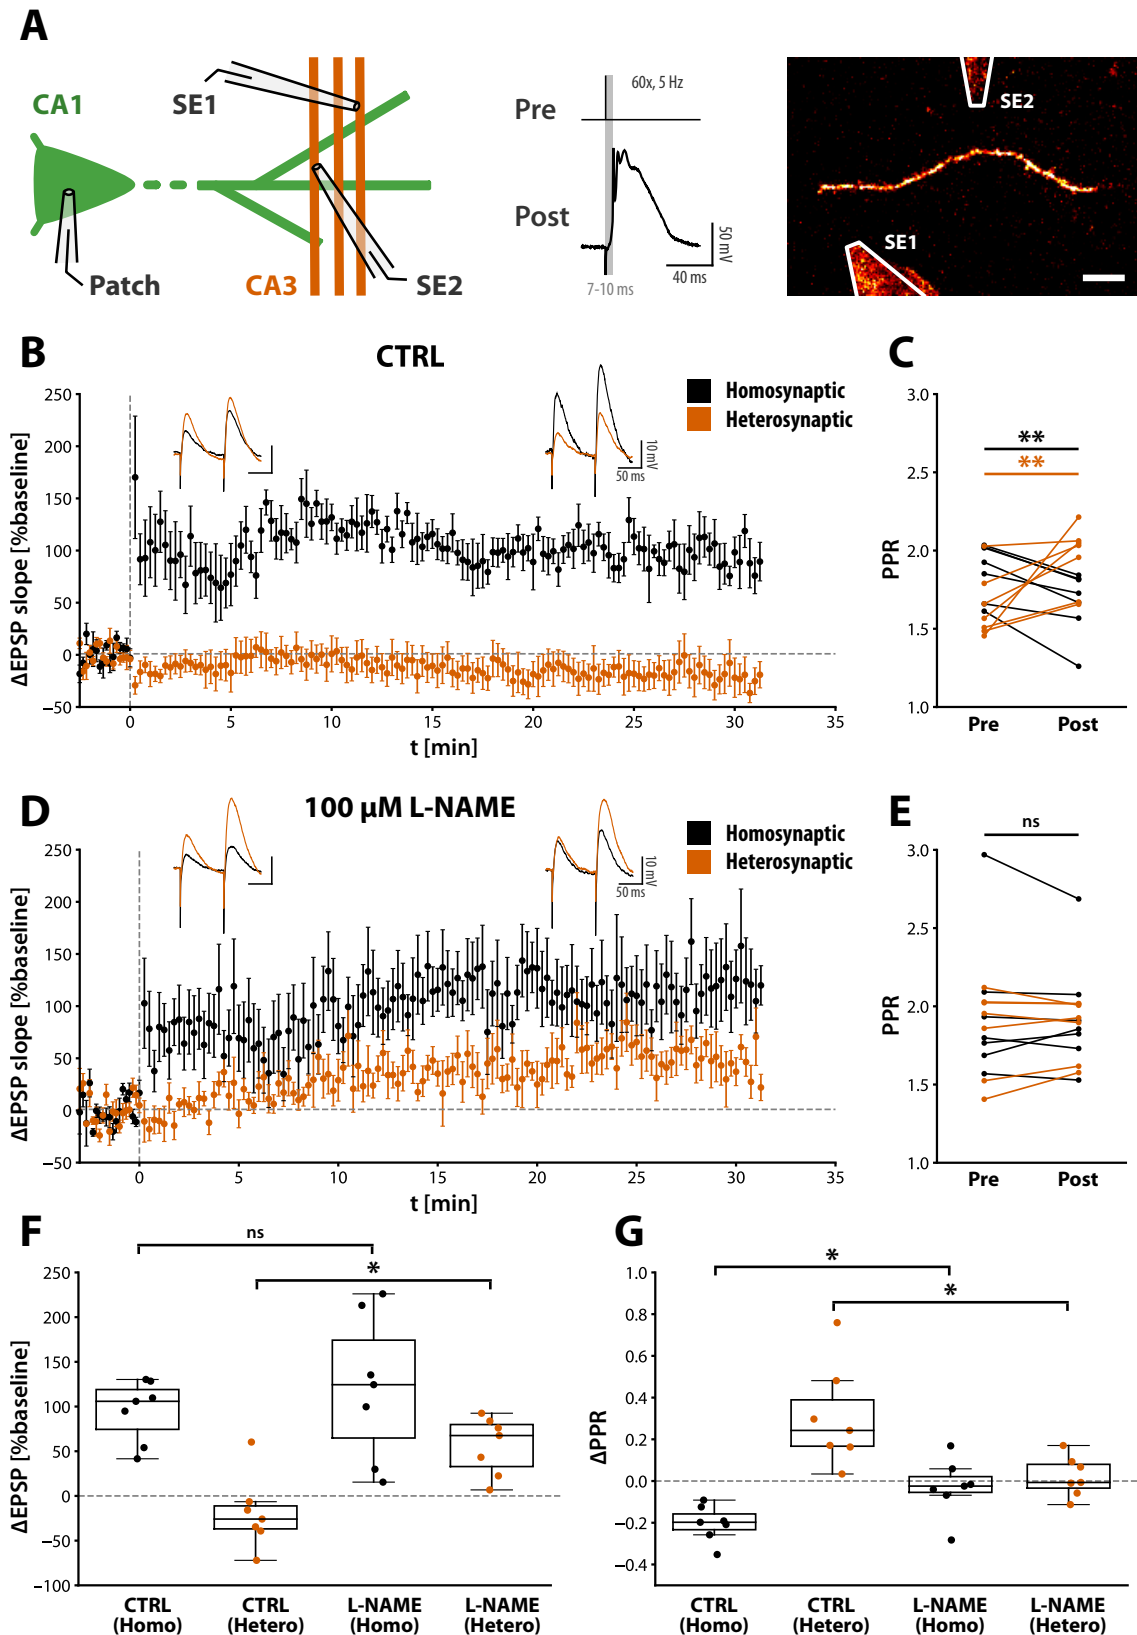 A
CA1
SE1
Patch
CA3
SE2
Pre
60x, 5 Hz
Post
50 mV
40 ms
7-10 ms
SE2
SE1
B
CTRL
Homosynaptic
Heterosynaptic
10 mV
50 ms
ΔEPSP slope [%baseline]
250
200
150
100
50
0
−50
0
5
10
15
20
25
30
35
t [min]
C
**
**
PPR
3.0
2.5
2.0
1.5
1.0
Pre
Post
D
100 µM L-NAME
Homosynaptic
Heterosynaptic
10 mV
50 ms
ΔEPSP slope [%baseline]
250
200
150
100
50
0
−50
0
5
10
15
20
25
30
35
t [min]
E
ns
PPR
3.0
2.5
2.0
1.5
1.0
Pre
Post
F
ns
*
ΔEPSP [%baseline]
250
200
150
100
50
0
−50
−100
CTRL
(Homo)
CTRL
(Hetero)
L-NAME
(Homo)
L-NAME
(Hetero)
G
*
*
ΔPPR
1.0
0.8
0.6
0.4
0.2
0.0
−0.2
−0.4
CTRL
(Homo)
CTRL
(Hetero)
L-NAME
(Homo)
L-NAME
(Hetero)